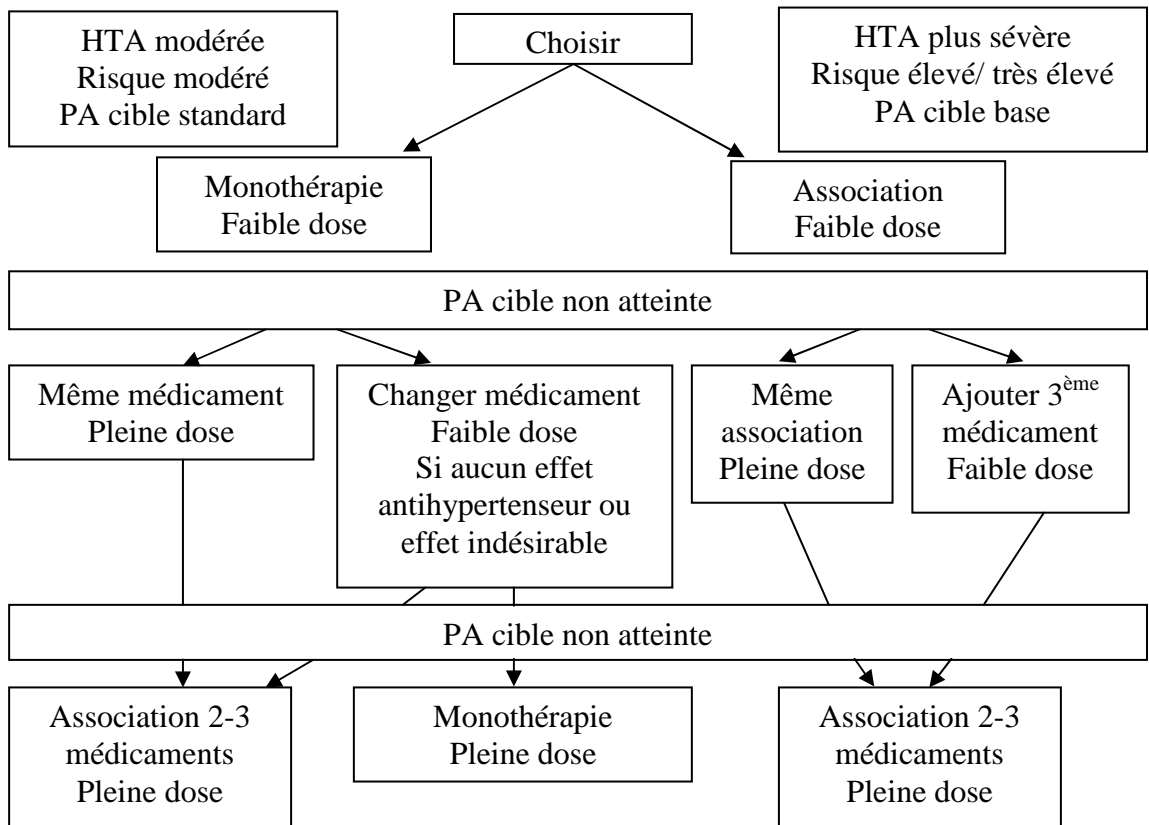 HTA modérée
Risque modéré
PA cible standard
Choisir
HTA plus sévère
Risque élevé/ très élevé
PA cible base
Monothérapie
Faible dose
Association
Faible dose
PA cible non atteinte
Même médicament
Pleine dose
Changer médicament
Faible dose
Si aucun effet
antihypertenseur ou
effet indésirable
Même
association
Pleine dose
Ajouter 3ème
médicament
Faible dose
PA cible non atteinte
Association 2-3
médicaments
Pleine dose
Monothérapie
Pleine dose
Association 2-3
médicaments
Pleine dose